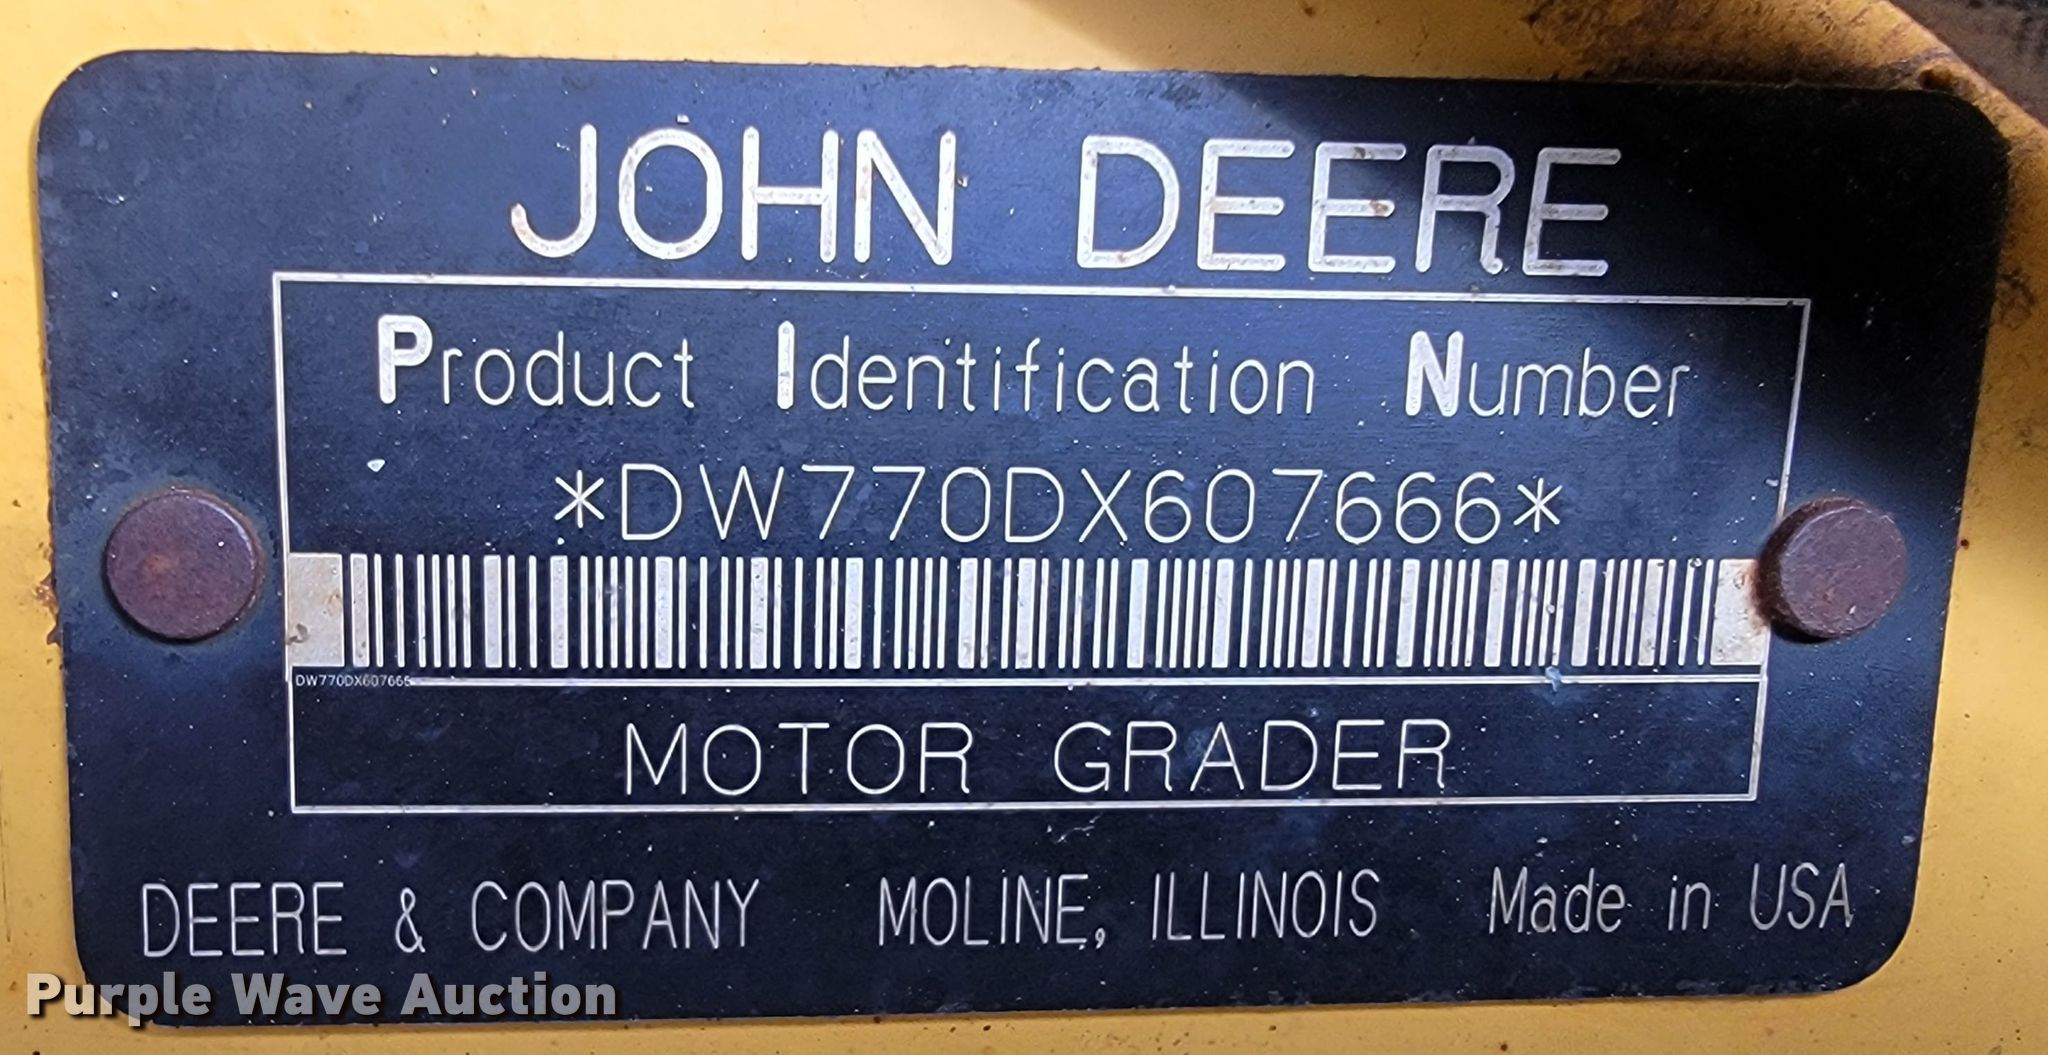 JOHN DEERE
Product Identification Number
*DW770DX607666*
DW770DX607666
MOTOR GRADER
DEERE & COMPANY MOLINE, ILLINOIS Made in USA
Purple Wave Auction